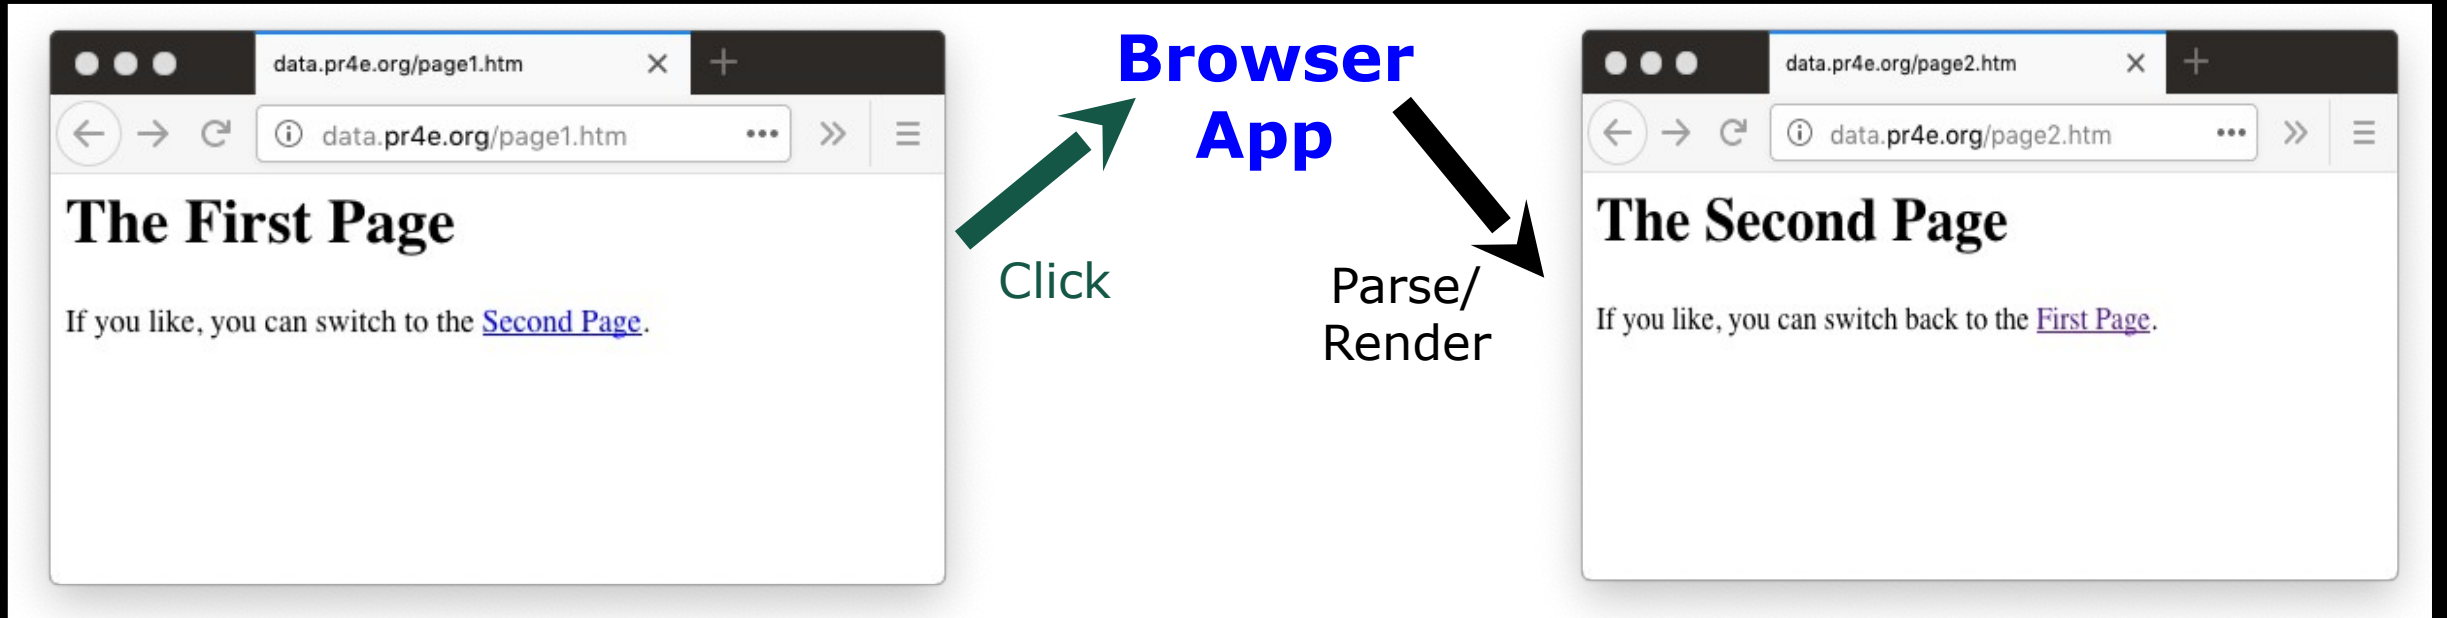 data.pr4e.org/page1.htm
data.pr4e.org/page1.htm
The First Page
If you like, you can switch to the Second Page.
Browser
App
Click
Parse/
Render
data.pr4e.org/page2.htm
data.pr4e.org/page2.htm
The Second Page
If you like, you can switch back to the First Page.